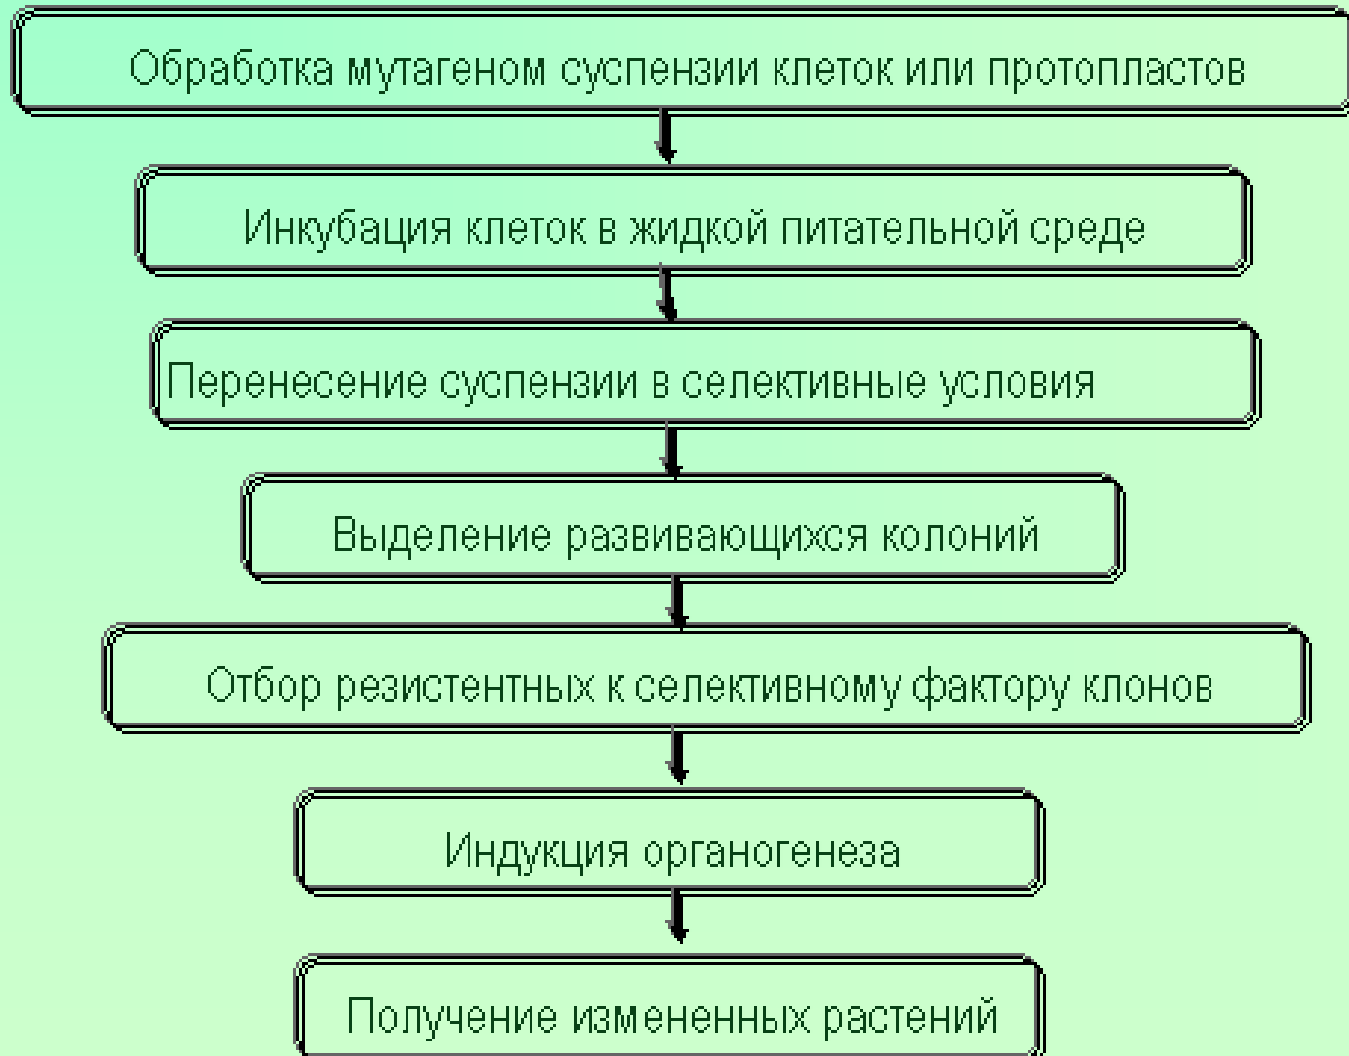 Обработка мутагеном суспензии клеток или протопластов
Инкубация клеток в жидкой питательной среде
Перенесение суспензии в селективные условия
Выделение развивающихся колоний
Отбор резистентных к селективному фактору клонов
Индукция органогенеза
Получение измененных растений